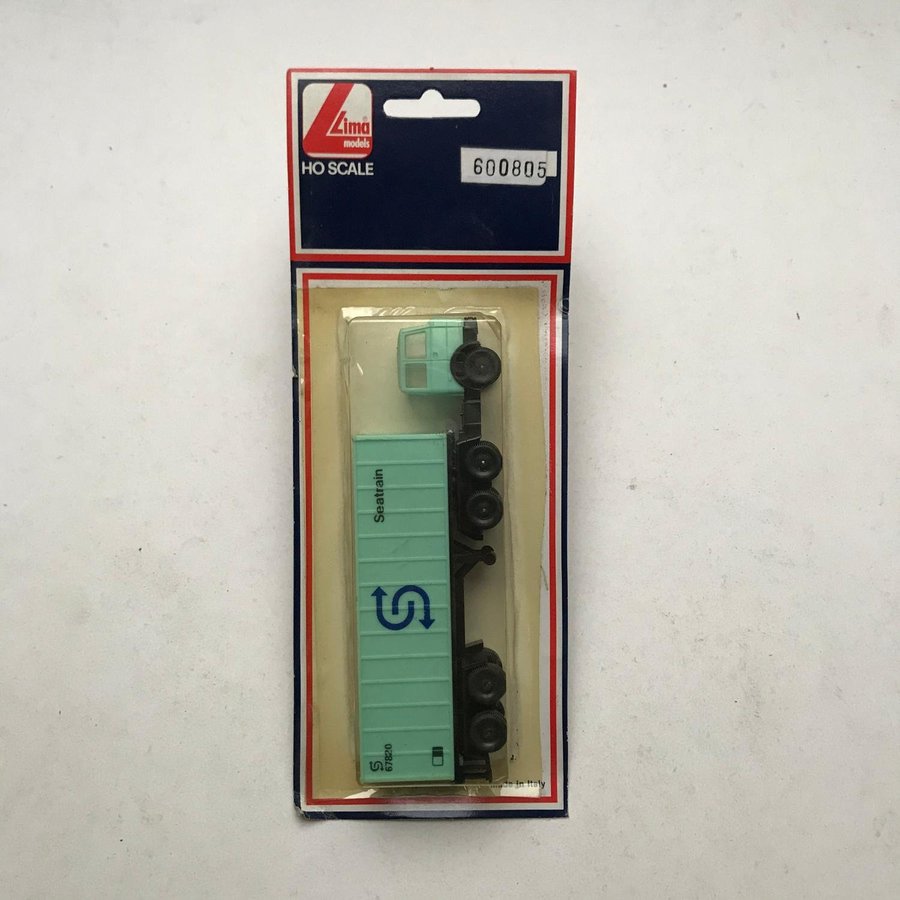 Lima®
models
HO SCALE
600805
Seatrain
67820
made in Italy